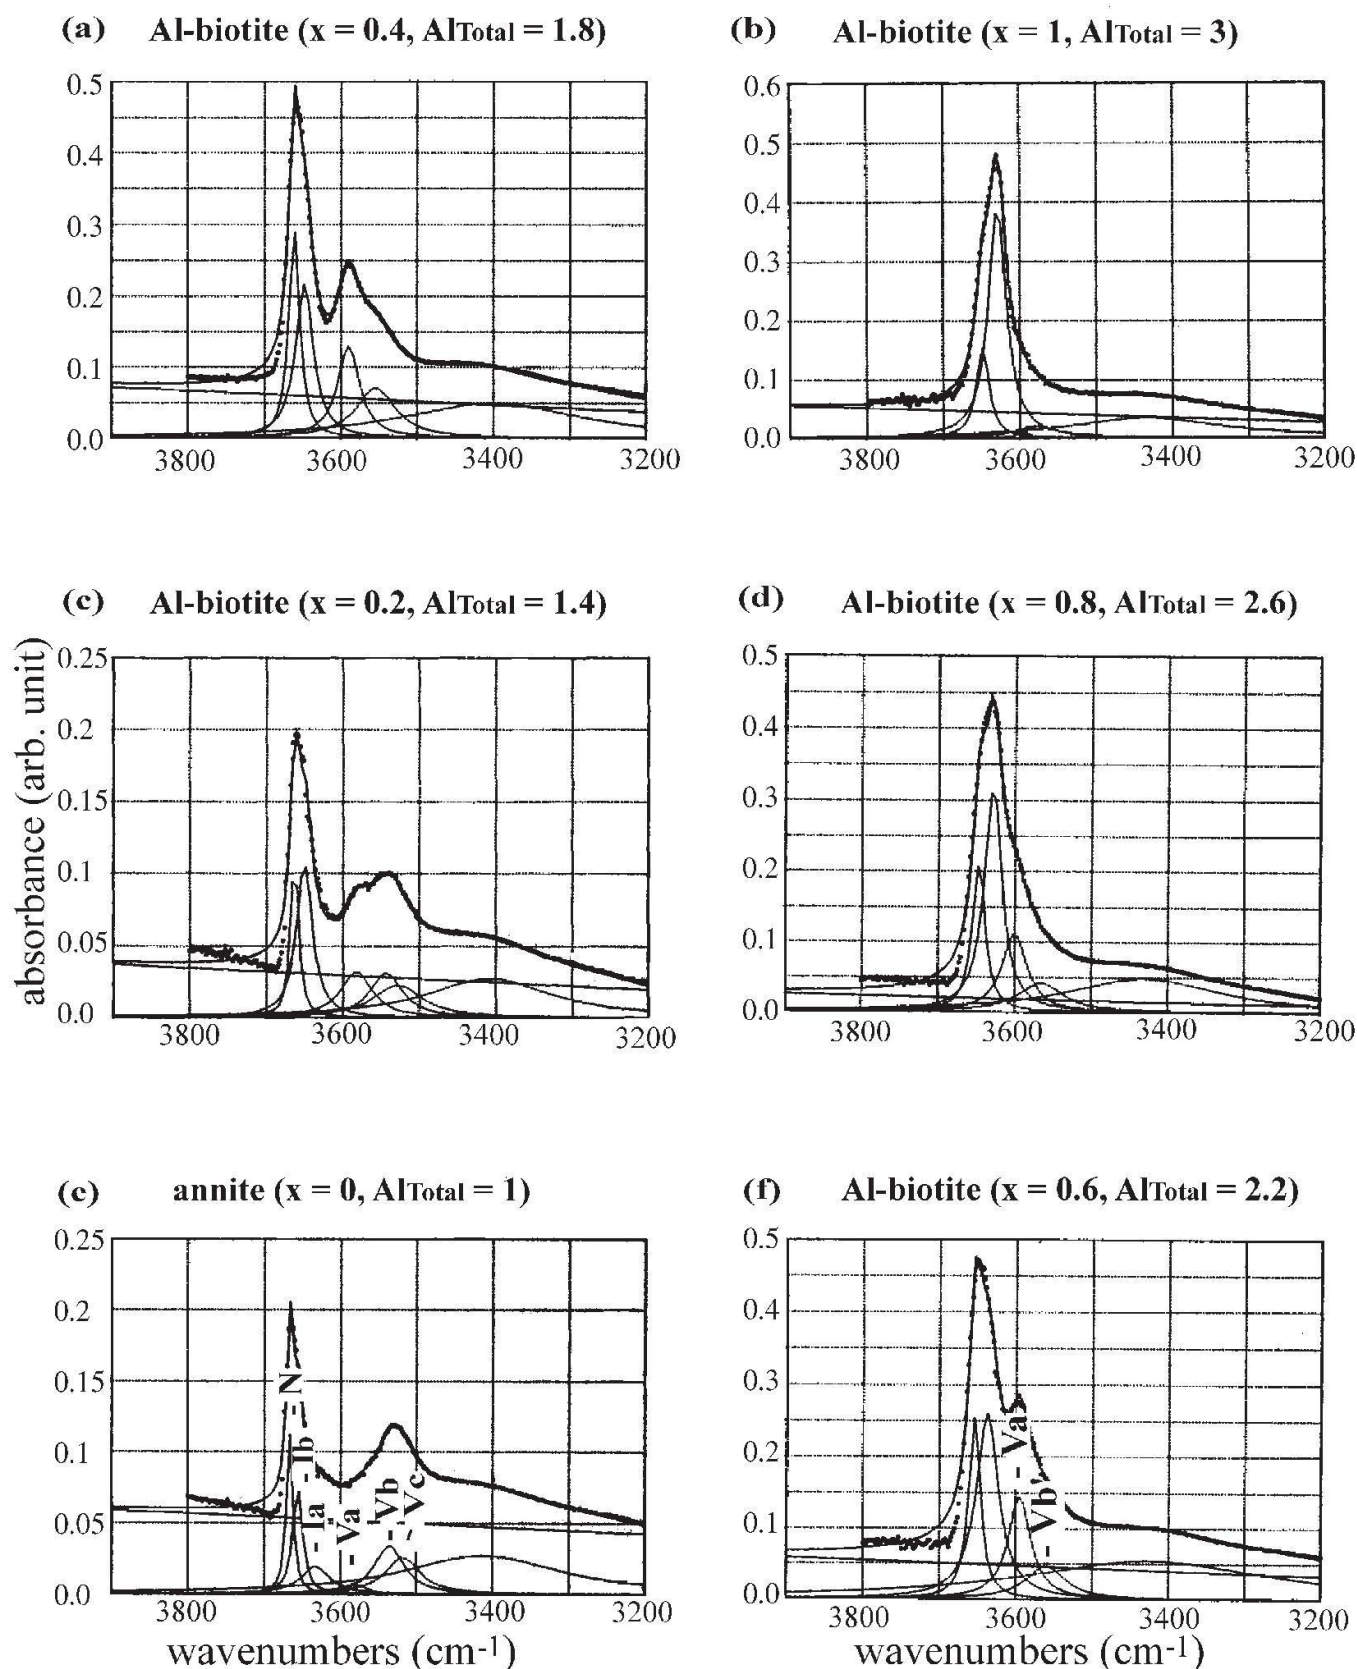 (a) Al-biotite (x = 0.4, AlTotal = 1.8)
0.5
0.4
0.3
0.2
0.1
0.0
3800 3600 3400 3200
(b) Al-biotite (x = 1, AlTotal = 3)
0.6
0.5
0.4
0.3
0.2
0.1
0.0
3800 3600 3400 3200
(c) Al-biotite (x = 0.2, AlTotal = 1.4)
absorbance (arb. unit)
0.25
0.2
0.15
0.1
0.05
0.0
3800 3600 3400 3200
(d) Al-biotite (x = 0.8, AlTotal = 2.6)
0.5
0.4
0.3
0.2
0.1
0.0
3800 3600 3400 3200
(e) annite (x = 0, AlTotal = 1)
0.25
0.2
0.15
0.1
0.05
0.0
N
Ib
Ia
Va
Vb
Vc
3800 3600 3400 3200
wavenumbers (cm-1)
(f) Al-biotite (x = 0.6, AlTotal = 2.2)
0.5
0.4
0.3
0.2
0.1
0.0
Va
Vb
3800 3600 3400 3200
wavenumbers (cm-1)